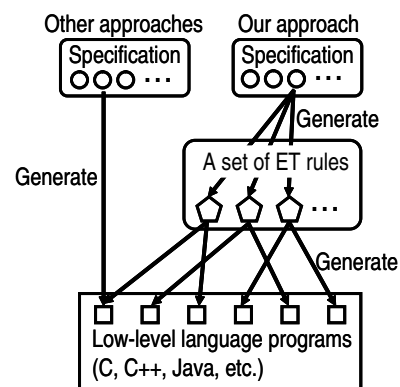 Other approaches
Our approach
Specification
...
Specification
...
Generate
A set of ET rules
Generate
...
Generate
Low-level language programs
(C, C++, Java, etc.)